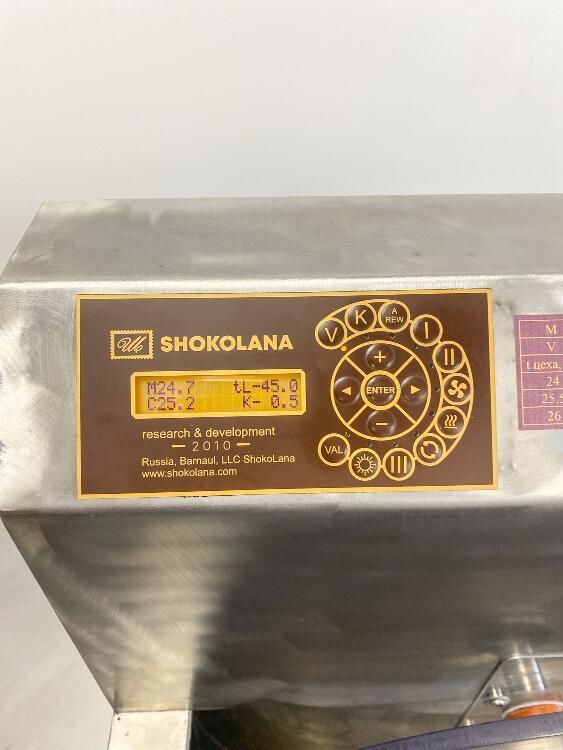 Ш
SHOKOLANA
M24.7 tL-45.0
C25.2 K- 0.5
research & development
— 2010 —
Russia, Barnaul, LLC ShokoLana
www.shokolana.com
V
K
A
REW
I
II
+
ENTER
−
VAL
III
M
V
t цеха,
24
25,5
26